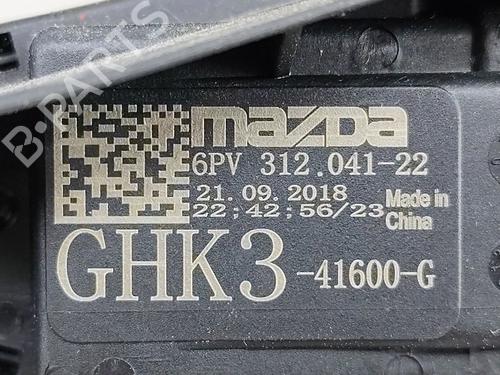 mazda
6PV 312.041-22
21. 09. 2018
22; 42; 56/23
Made in
China
GHK3 -41600-G
B-PARTS